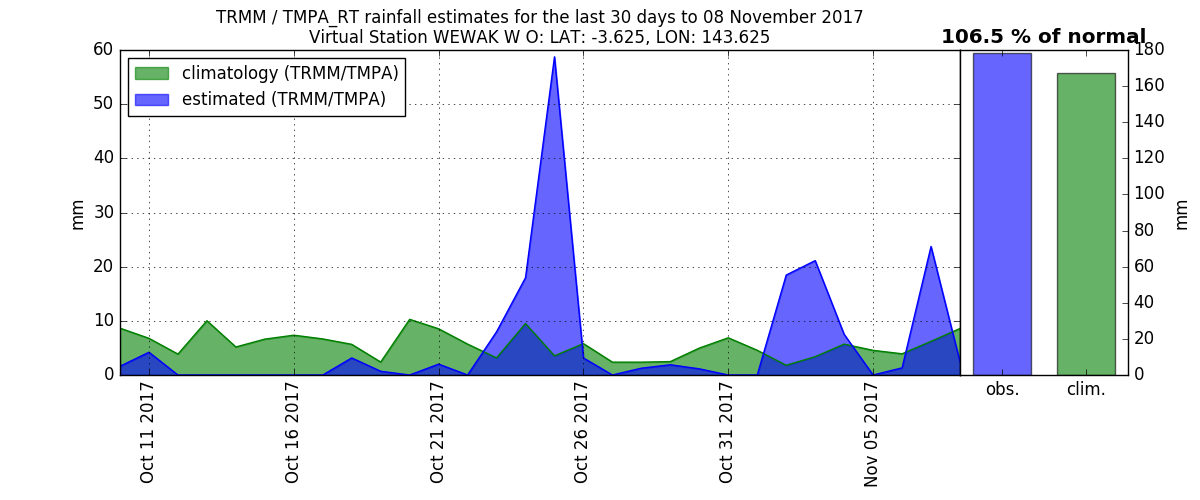 TRMM / TMPA_RT rainfall estimates for the last 30 days to 08 November 2017
Virtual Station WEWAK W O: LAT: -3.625, LON: 143.625
106.5 % of normal
climatology (TRMM/TMPA)
estimated (TRMM/TMPA)
60
50
40
30
20
10
0
mm
Oct 11 2017
Oct 16 2017
Oct 21 2017
Oct 26 2017
Oct 31 2017
Nov 05 2017
obs.
clim.
180
160
140
120
100
80
60
40
20
0
mm